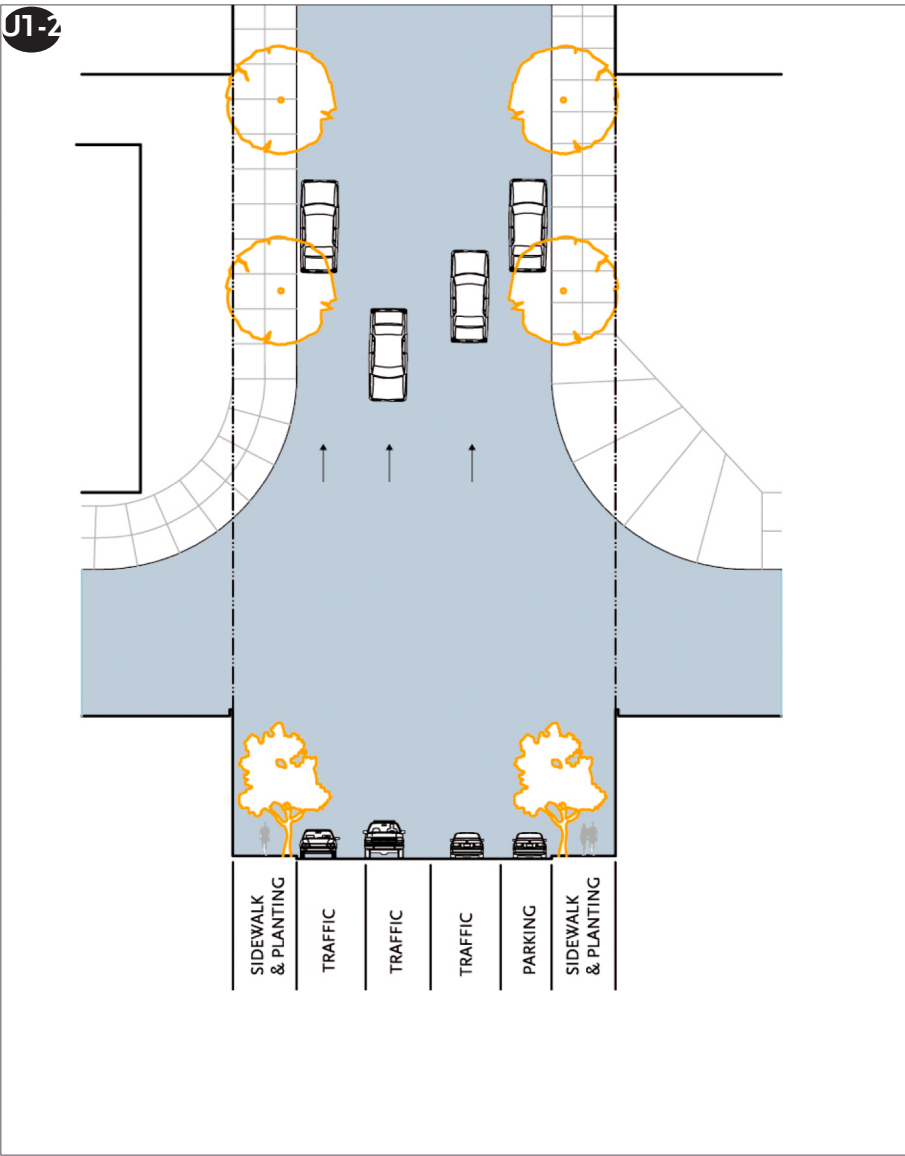 U1-2
SIDEWALK
& PLANTING
TRAFFIC
TRAFFIC
TRAFFIC
PARKING
SIDEWALK
& PLANTING